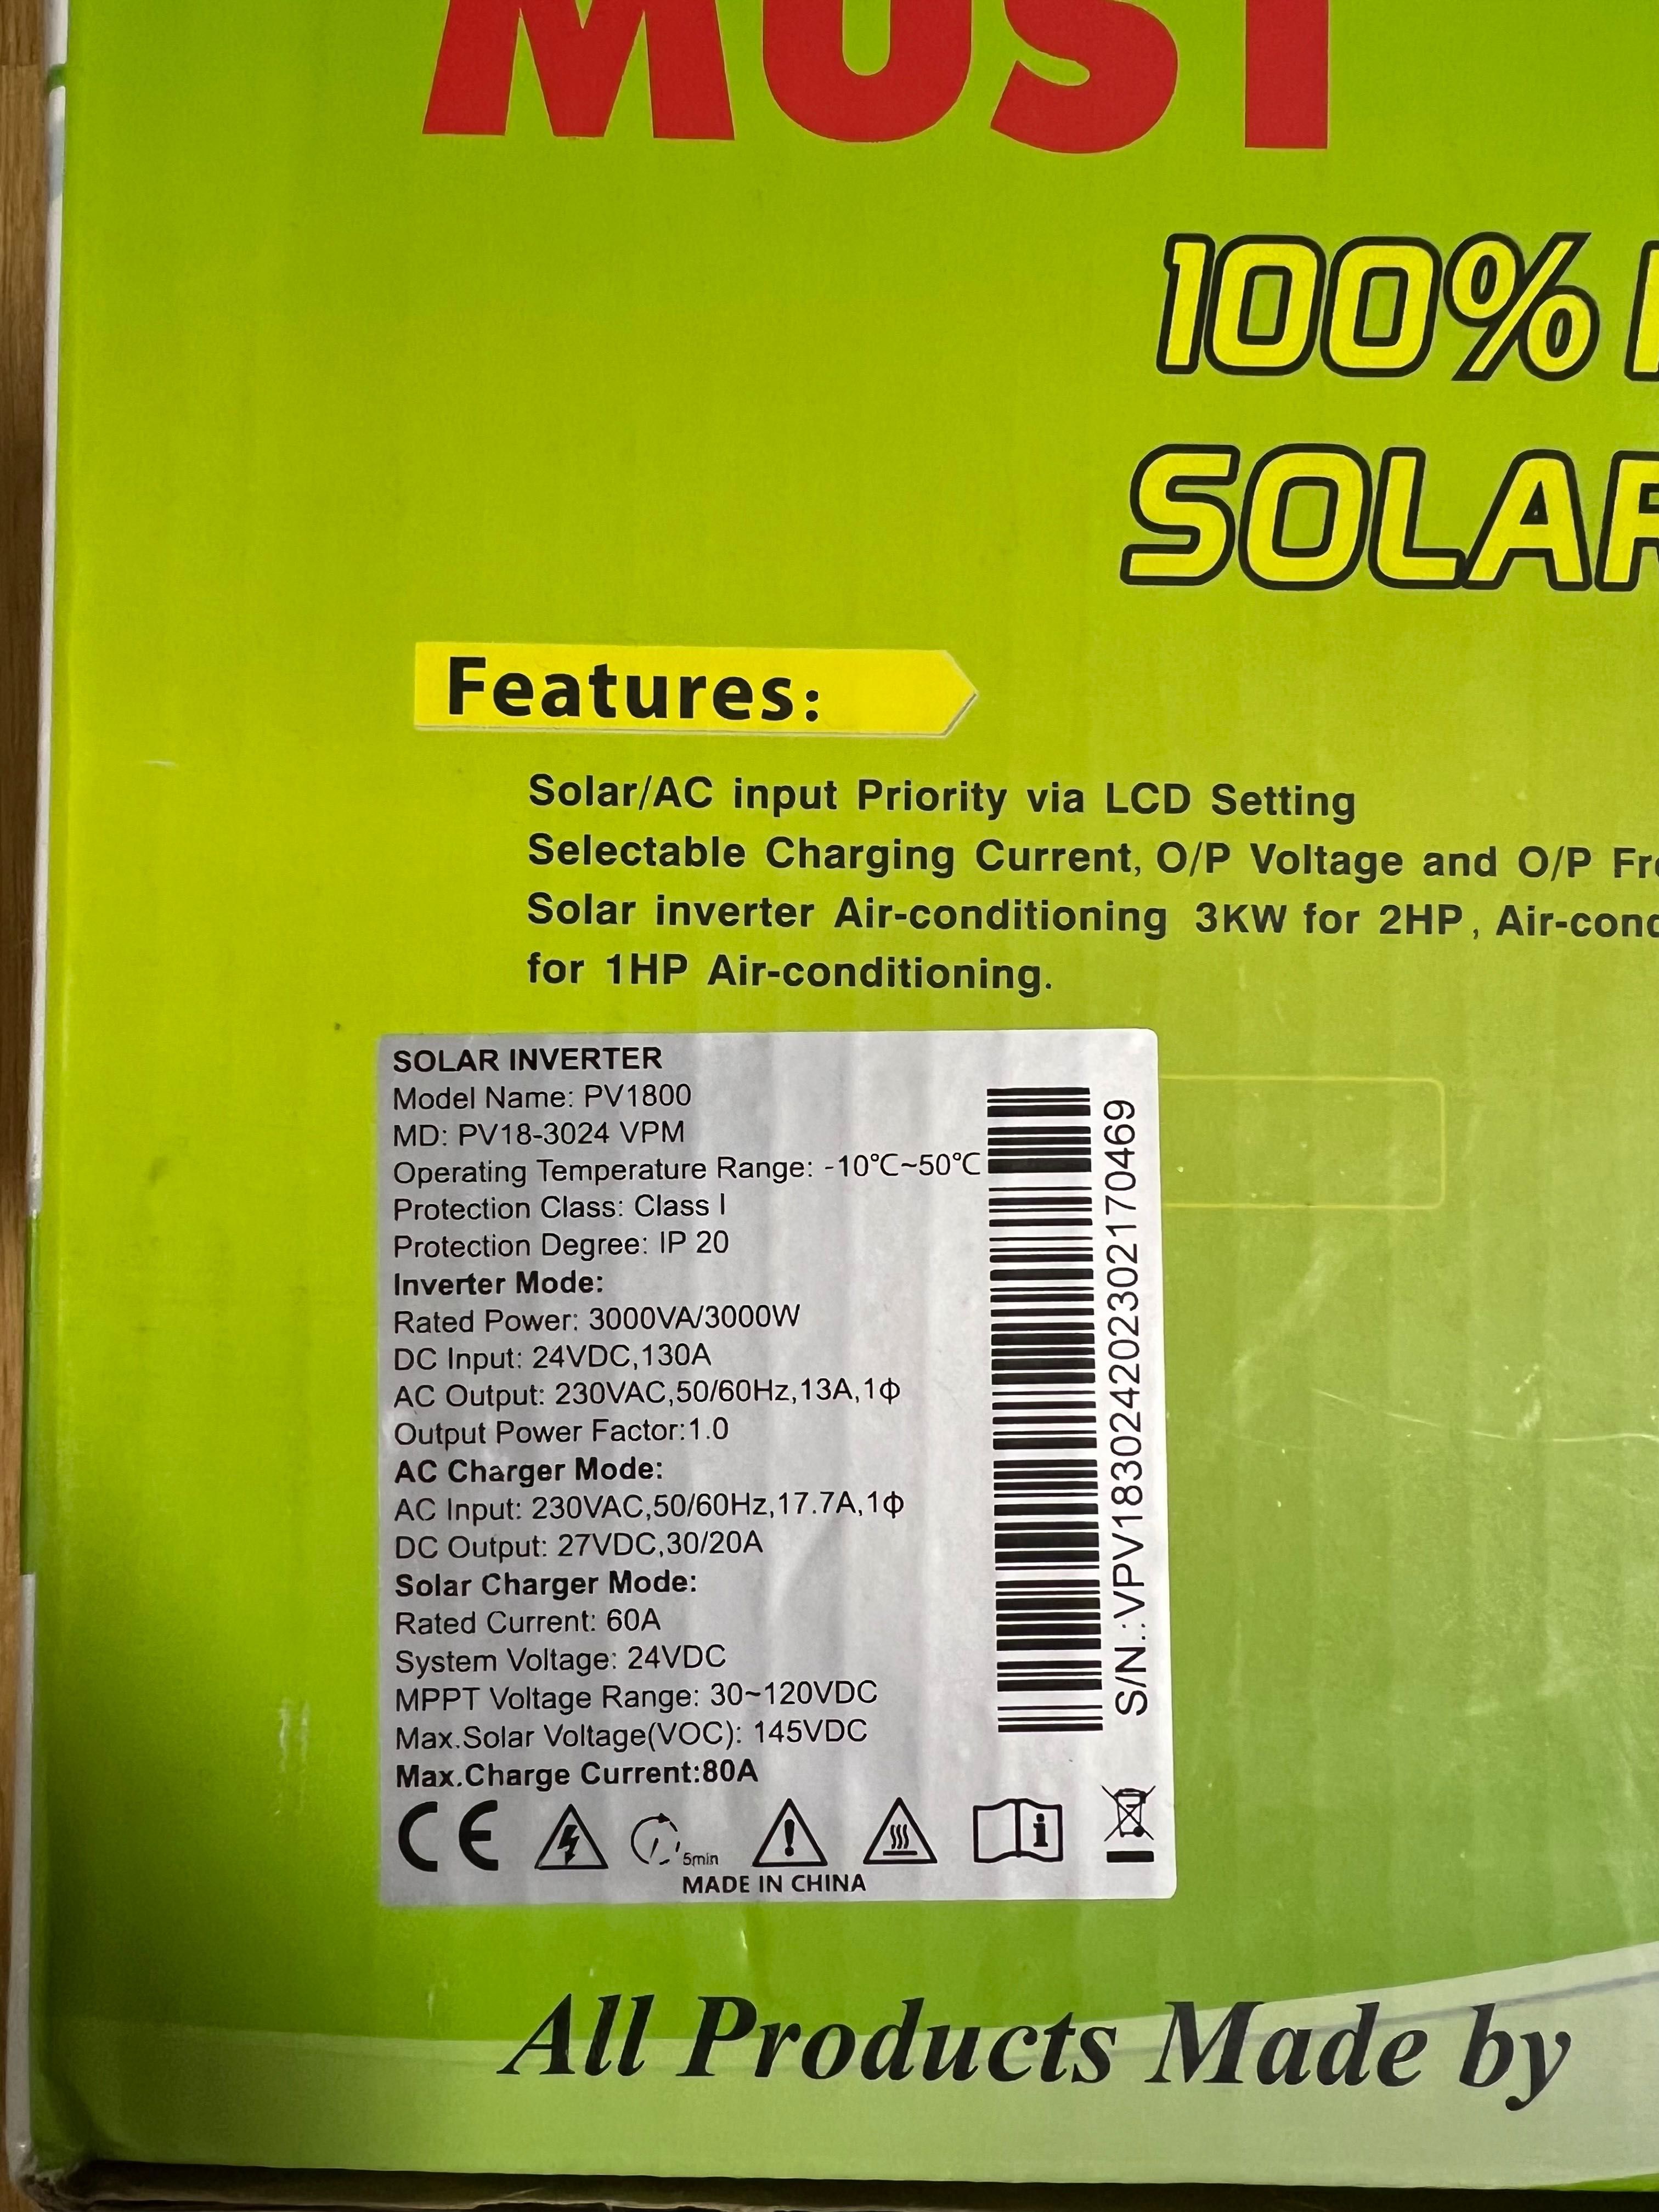 MUST
100%
SOLAR
Features:
Solar/AC input Priority via LCD Setting
Selectable Charging Current, O/P Voltage and O/P
Solar inverter Air-conditioning 3KW for 2HP,
for 1HP Air-conditioning.
SOLAR INVERTER
Model Name: PV1800
MD: PV18-3024 VPM
Operating Temperature Range: -10℃~50℃
Protection Class: Class I
Protection Degree: IP 20
Inverter Mode:
Rated Power: 3000VA/3000W
DC Input: 24VDC,130A
AC Output: 230VAC,50/60Hz,13A,1ϕ
Output Power Factor:1.0
AC Charger Mode:
AC Input: 230VAC,50/60Hz,17.7A,1ϕ
DC Output: 27VDC,30/20A
Solar Charger Mode:
Rated Current: 60A
System Voltage: 24VDC
MPPT Voltage Range: 30~120VDC
Max.Solar Voltage(VOC): 145VDC
Max.Charge Current:80A
S/N.:VPV18302420230217​0469
CE
5min
MADE IN CHINA
All Products Made by